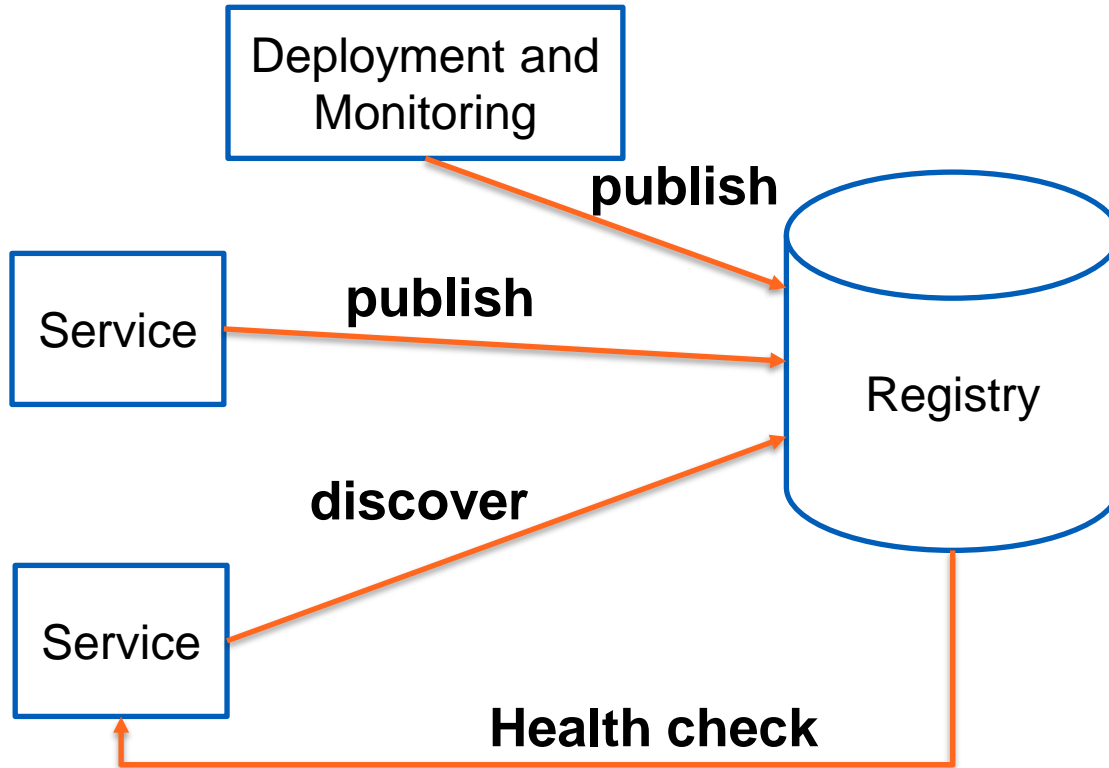 Deployment and
Monitoring
publish
publish
Service
Registry
discover
Service
Health check